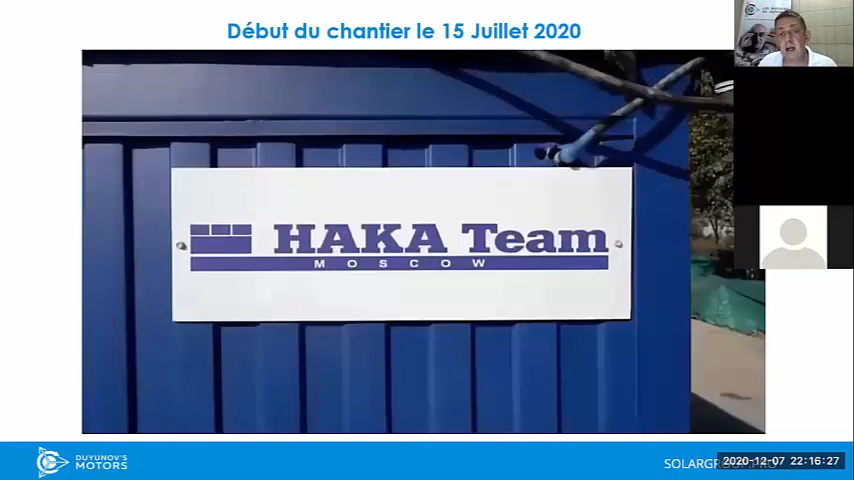 Début du chantier le 15 Juillet 2020
HAKA Team
MOSCOW
DUYUNOV'S
MOTORS
2020-12-07 22:16:27